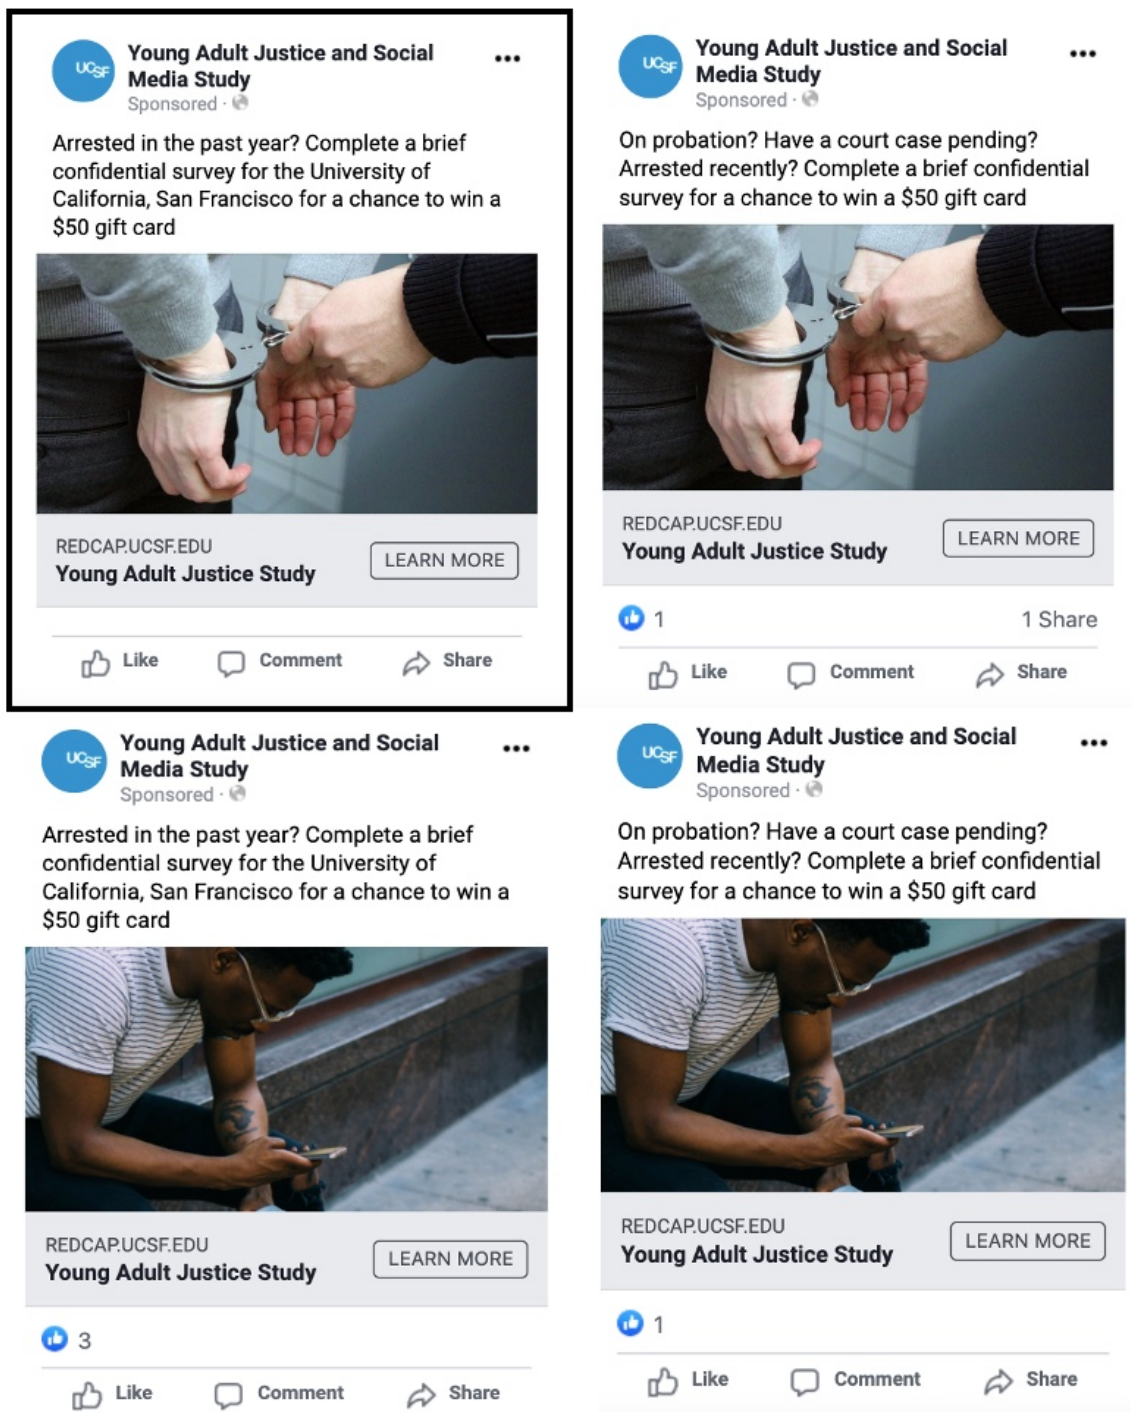 UCSF
Young Adult Justice and Social
Media Study
Sponsored ·
Arrested in the past year? Complete a brief
confidential survey for the University of
California, San Francisco for a chance to win a
$50 gift card
REDCAP.UCSF.EDU
Young Adult Justice Study
LEARN MORE
Like
Comment
Share
UCSF
Young Adult Justice and Social
Media Study
Sponsored ·
On probation? Have a court case pending?
Arrested recently? Complete a brief confidential
survey for a chance to win a $50 gift card
REDCAP.UCSF.EDU
Young Adult Justice Study
LEARN MORE
1
1 Share
Like
Comment
Share
UCSF
Young Adult Justice and Social
Media Study
Sponsored ·
Arrested in the past year? Complete a brief
confidential survey for the University of
California, San Francisco for a chance to win a
$50 gift card
REDCAP.UCSF.EDU
Young Adult Justice Study
LEARN MORE
3
Like
Comment
Share
UCSF
Young Adult Justice and Social
Media Study
Sponsored ·
On probation? Have a court case pending?
Arrested recently? Complete a brief confidential
survey for a chance to win a $50 gift card
REDCAP.UCSF.EDU
Young Adult Justice Study
LEARN MORE
1
Like
Comment
Share